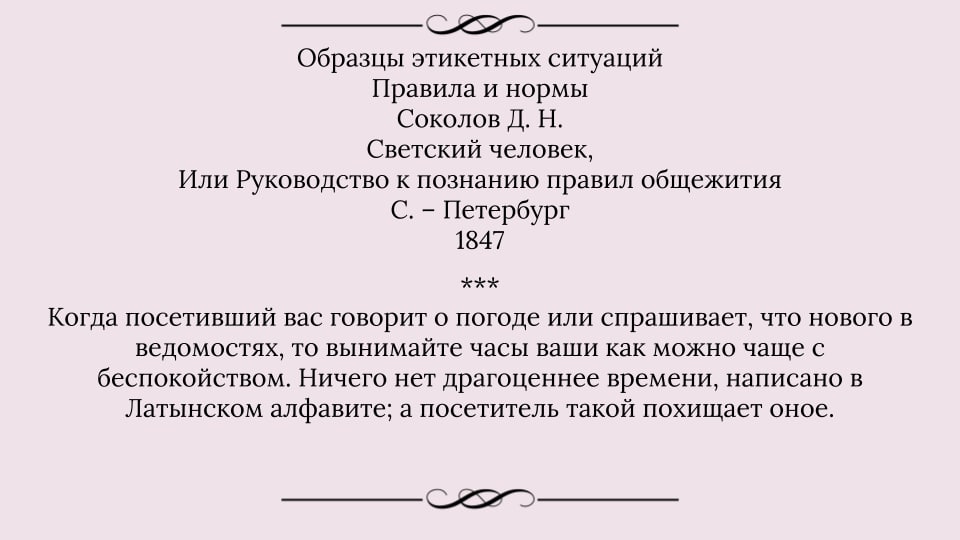 Образцы этикетных ситуаций
Правила и нормы
Соколов Д. Н.
Светский человек,
Или Руководство к познанию правил общежития
С. – Петербург
1847
***
Когда посетивший вас говорит о погоде или спрашивает, что нового в
ведомостях, то вынимайте часы ваши как можно чаще с
беспокойством. Ничего нет драгоценнее времени, написано в
Латынском алфавите; а посетитель такой похищает оное.